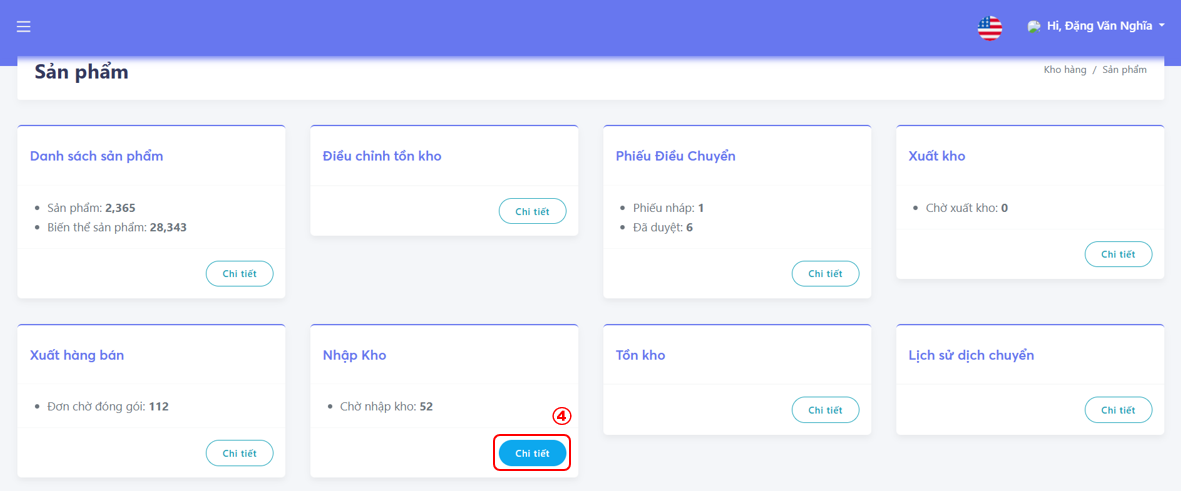 Hi, Đặng Văn Nghĩa
Sản phẩm
Kho hàng / Sản phẩm
Danh sách sản phẩm
Sản phẩm: 2,365
Biến thể sản phẩm: 28,343
Chi tiết
Điều chỉnh tồn kho
Chi tiết
Phiếu Điều Chuyển
Phiếu nháp: 1
Đã duyệt: 6
Chi tiết
Xuất kho
Chờ xuất kho: 0
Chi tiết
Xuất hàng bán
Đơn chờ đóng gói: 112
Chi tiết
Nhập Kho
Chờ nhập kho: 52
④
Chi tiết
Tồn kho
Chi tiết
Lịch sử dịch chuyển
Chi tiết